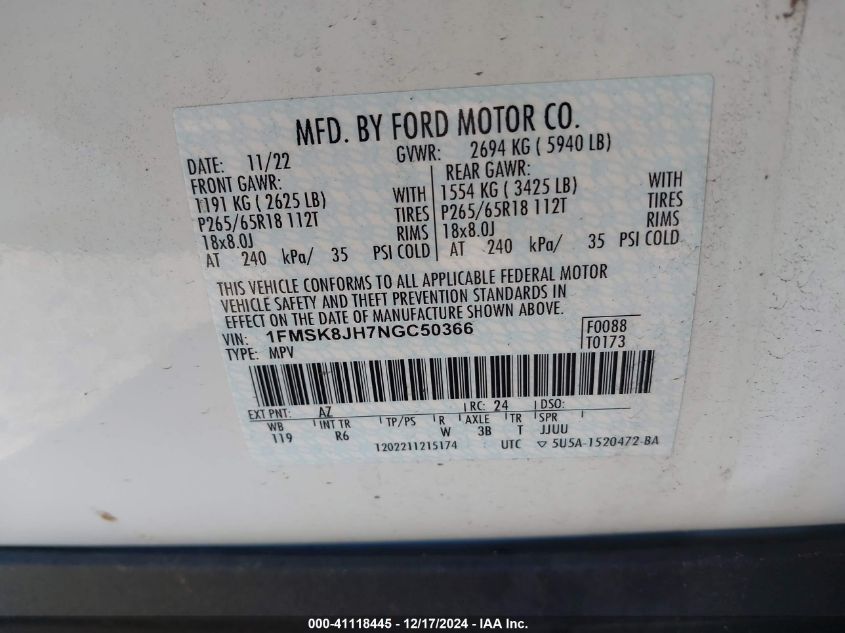 MFD. BY FORD MOTOR CO.
DATE: 11/22 GVWR: 2694 KG ( 5940 LB)
FRONT GAWR: REAR GAWR:
1191 KG ( 2625 LB) WITH 1554 KG ( 3425 LB) WITH
P265/65R18 112T TIRES P265/65R18 112T TIRES
18x8.0J RIMS 18x8.0J RIMS
AT 240 kPa/ 35 PSI COLD AT 240 kPa/ 35 PSI COLD
THIS VEHICLE CONFORMS TO ALL APPLICABLE FEDERAL MOTOR
VEHICLE SAFETY AND THEFT PREVENTION STANDARDS IN
EFFECT ON THE DATE OF MANUFACTURE SHOWN ABOVE.
VIN: 1FMSK8JH7NGC50366 F0088
TYPE: MPV T0173
EXT PNT: AZ RC: 24 DSO:
WB INT TR TP/PS R AXLE TR SPR
119 R6 W 3B T JJUU
1202211215174 UTC ▽ 5U5A-1520472-BA
000-41118445 - 12/17/2024 - IAA Inc.